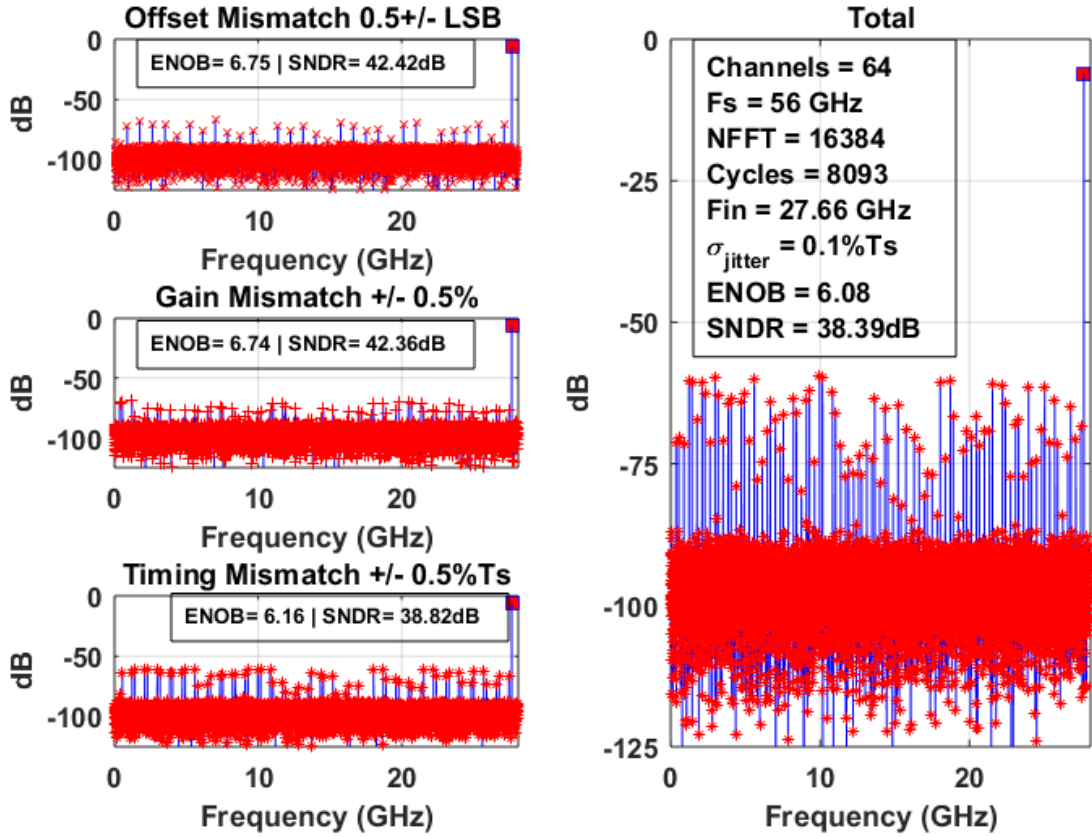 Offset Mismatch 0.5+/- LSB
ENOB= 6.75 | SNDR= 42.42dB
0
-50
-100
dB
0
10
20
Frequency (GHz)
Gain Mismatch +/- 0.5%
ENOB= 6.74 | SNDR= 42.36dB
0
-50
-100
dB
0
10
20
Frequency (GHz)
Timing Mismatch +/- 0.5%Ts
ENOB= 6.16 | SNDR= 38.82dB
0
-50
-100
dB
0
10
20
Frequency (GHz)
Total
Channels = 64
Fs = 56 GHz
NFFT = 16384
Cycles = 8093
Fin = 27.66 GHz
σjitter = 0.1%Ts
ENOB = 6.08
SNDR = 38.39dB
0
-25
-50
-75
-100
-125
dB
0
10
20
Frequency (GHz)